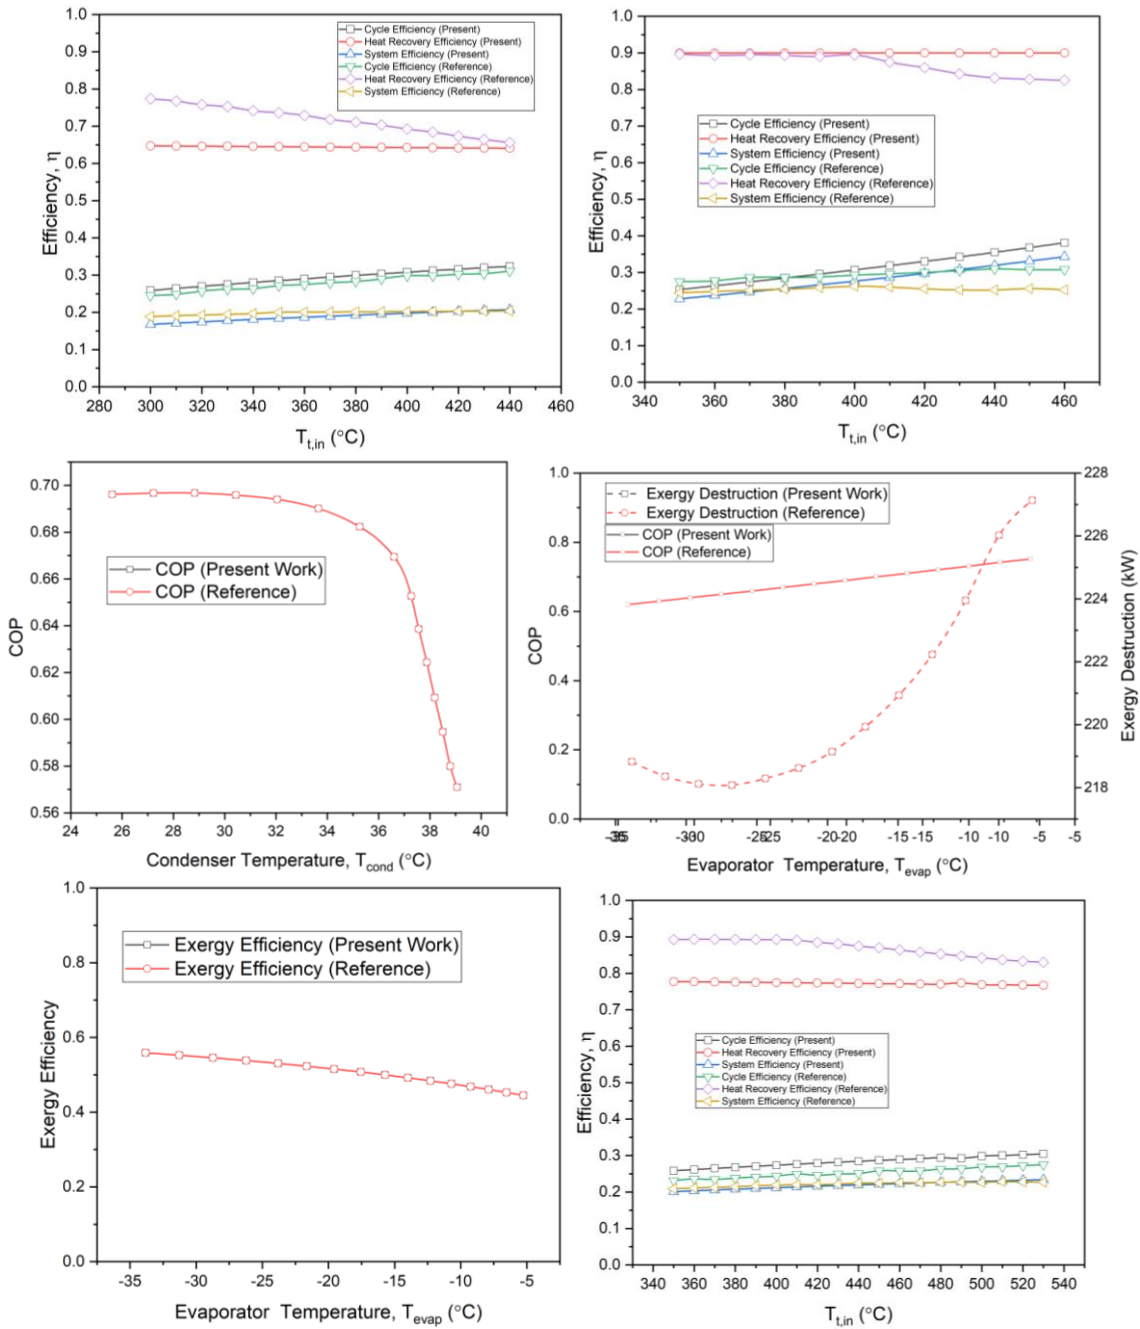 1.0
0.9
0.8
0.7
0.6
0.5
0.4
0.3
0.2
0.1
0.0
Efficiency, η
Cycle Efficiency (Present)
Heat Recovery Efficiency (Present)
System Efficiency (Present)
Cycle Efficiency (Reference)
Heat Recovery Efficiency (Reference)
System Efficiency (Reference)
280 300 320 340 360 380 400 420 440 460
Tt,in (°C)
1.0
0.9
0.8
0.7
0.6
0.5
0.4
0.3
0.2
0.1
0.0
Efficiency, η
Cycle Efficiency (Present)
Heat Recovery Efficiency (Present)
System Efficiency (Present)
Cycle Efficiency (Reference)
Heat Recovery Efficiency (Reference)
System Efficiency (Reference)
340 360 380 400 420 440 460
Tt,in (°C)
0.70
0.68
0.66
0.64
0.62
0.60
0.58
0.56
COP
COP (Present Work)
COP (Reference)
24 26 28 30 32 34 36 38 40
Condenser Temperature, Tcond (°C)
1.0
0.8
0.6
0.4
0.2
0.0
COP
Exergy Destruction (Present Work)
Exergy Destruction (Reference)
COP (Present Work)
COP (Reference)
228
226
224
222
220
218
Exergy Destruction (kW)
-30 -25 -20 -20 -15 -15 -10 -10 -5 -5
Evaporator Temperature, Tevap (°C)
1.0
0.8
0.6
0.4
0.2
0.0
Exergy Efficiency
Exergy Efficiency (Present Work)
Exergy Efficiency (Reference)
-35 -30 -25 -20 -15 -10 -5
Evaporator Temperature, Tevap (°C)
1.0
0.9
0.8
0.7
0.6
0.5
0.4
0.3
0.2
0.1
0.0
Efficiency, η
Cycle Efficiency (Present)
Heat Recovery Efficiency (Present)
System Efficiency (Present)
Cycle Efficiency (Reference)
Heat Recovery Efficiency (Reference)
System Efficiency (Reference)
340 360 380 400 420 440 460 480 500 520 540
Tt,in (°C)